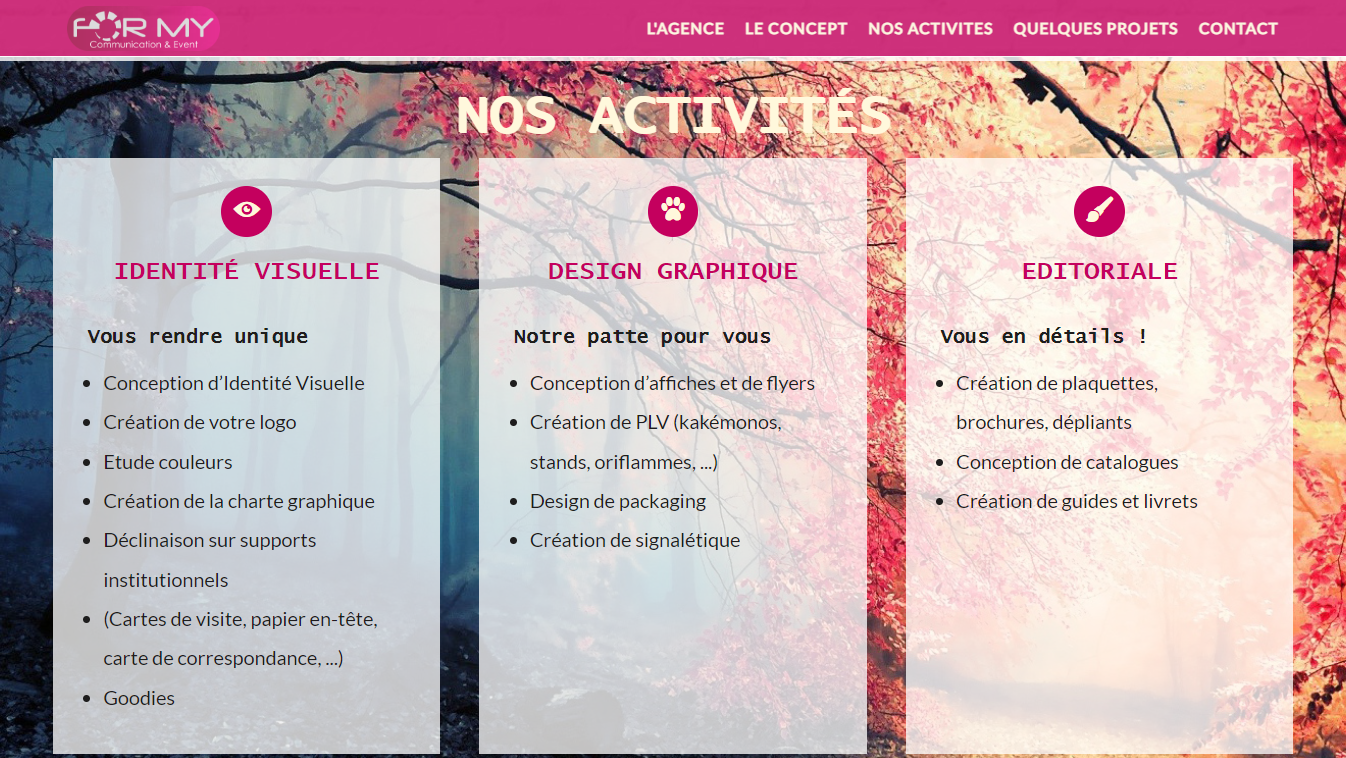 FOR MY
Communication & Event
L'AGENCE LE CONCEPT NOS ACTIVITES QUELQUES PROJETS CONTACT
NOS ACTIVITÉS
IDENTITÉ VISUELLE
Vous rendre unique
Conception d’Identité Visuelle
Création de votre logo
Etude couleurs
Création de la charte graphique
Déclinaison sur supports
institutionnels
(Cartes de visite, papier en-tête,
carte de correspondance, ...)
Goodies
DESIGN GRAPHIQUE
Notre patte pour vous
Conception d’affiches et de flyers
Création de PLV (kakémonos,
stands, oriflammes, ...)
Design de packaging
Création de signalétique
EDITORIALE
Vous en détails !
Création de plaquettes,
brochures, dépliants
Conception de catalogues
Création de guides et livrets